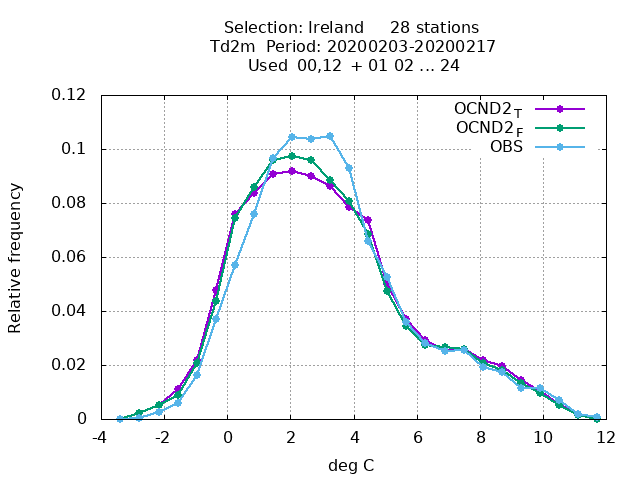 Selection: Ireland 28 stations
Td2m Period: 20200203-20200217
Used 00,12 + 01 02 ... 24
0.12
0.1
0.08
0.06
0.04
0.02
0
Relative frequency
OCND2T
OCND2F
OBS
-4 -2 0 2 4 6 8 10 12
deg C